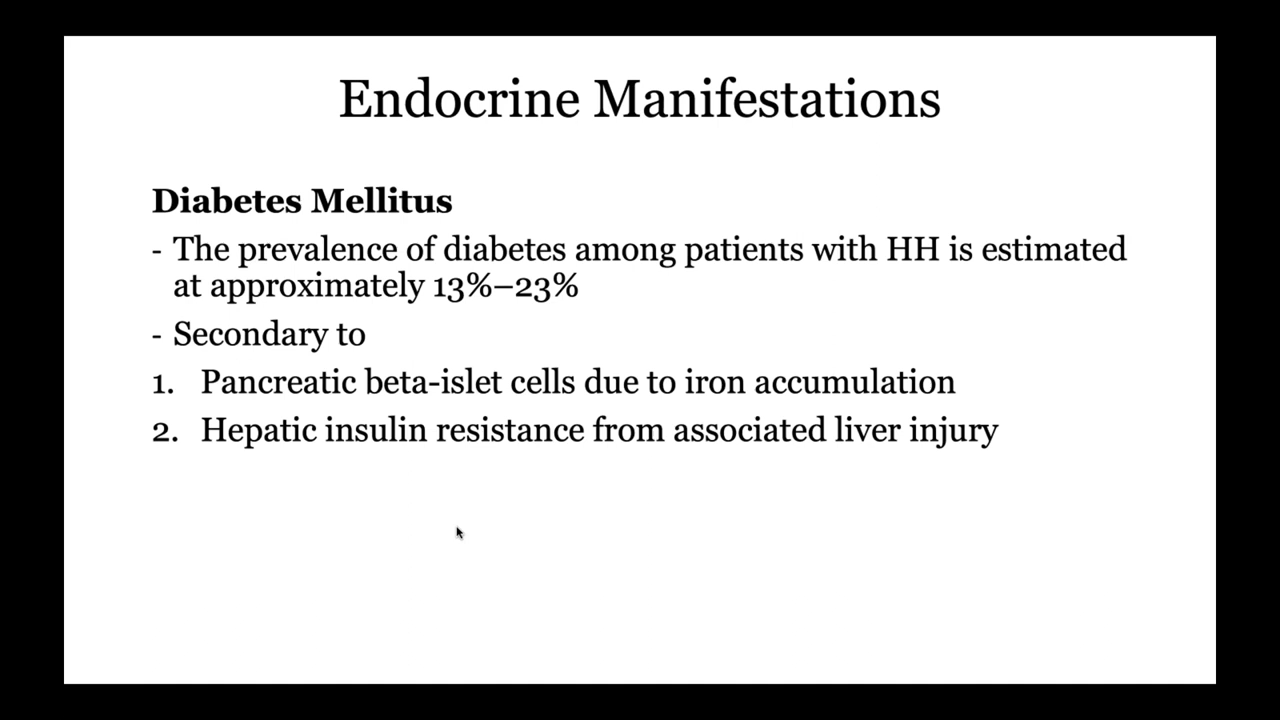 Endocrine Manifestations
Diabetes Mellitus
- The prevalence of diabetes among patients with HH is estimated
at approximately 13%–23%
- Secondary to
1. Pancreatic beta-islet cells due to iron accumulation
2. Hepatic insulin resistance from associated liver injury